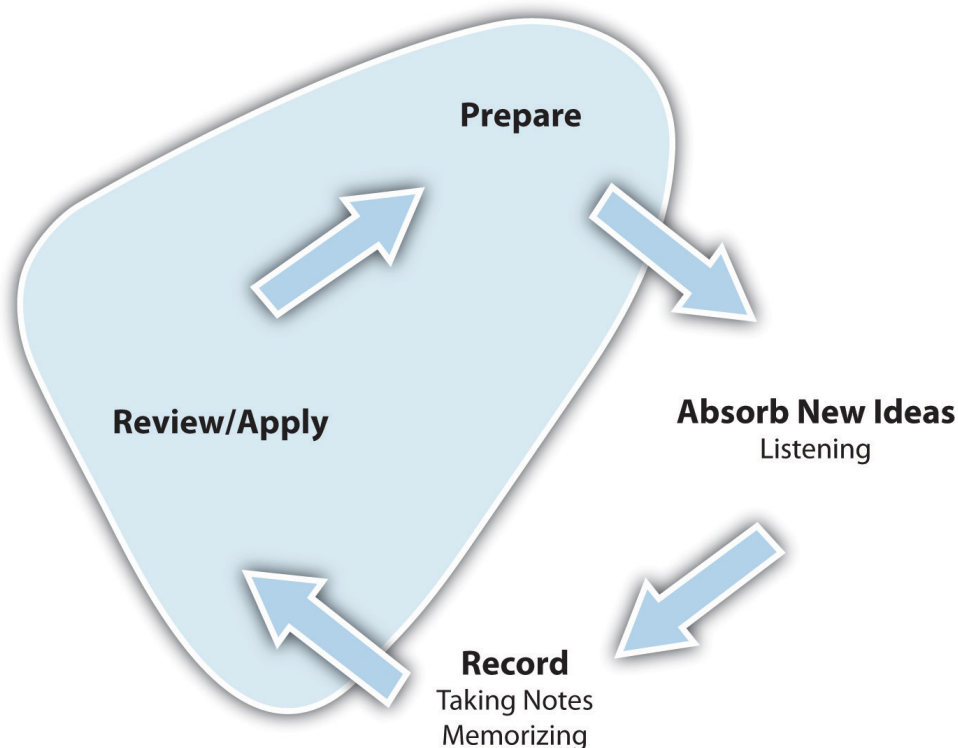 Prepare
Absorb New Ideas
Listening
Record
Taking Notes
Memorizing
Review/Apply